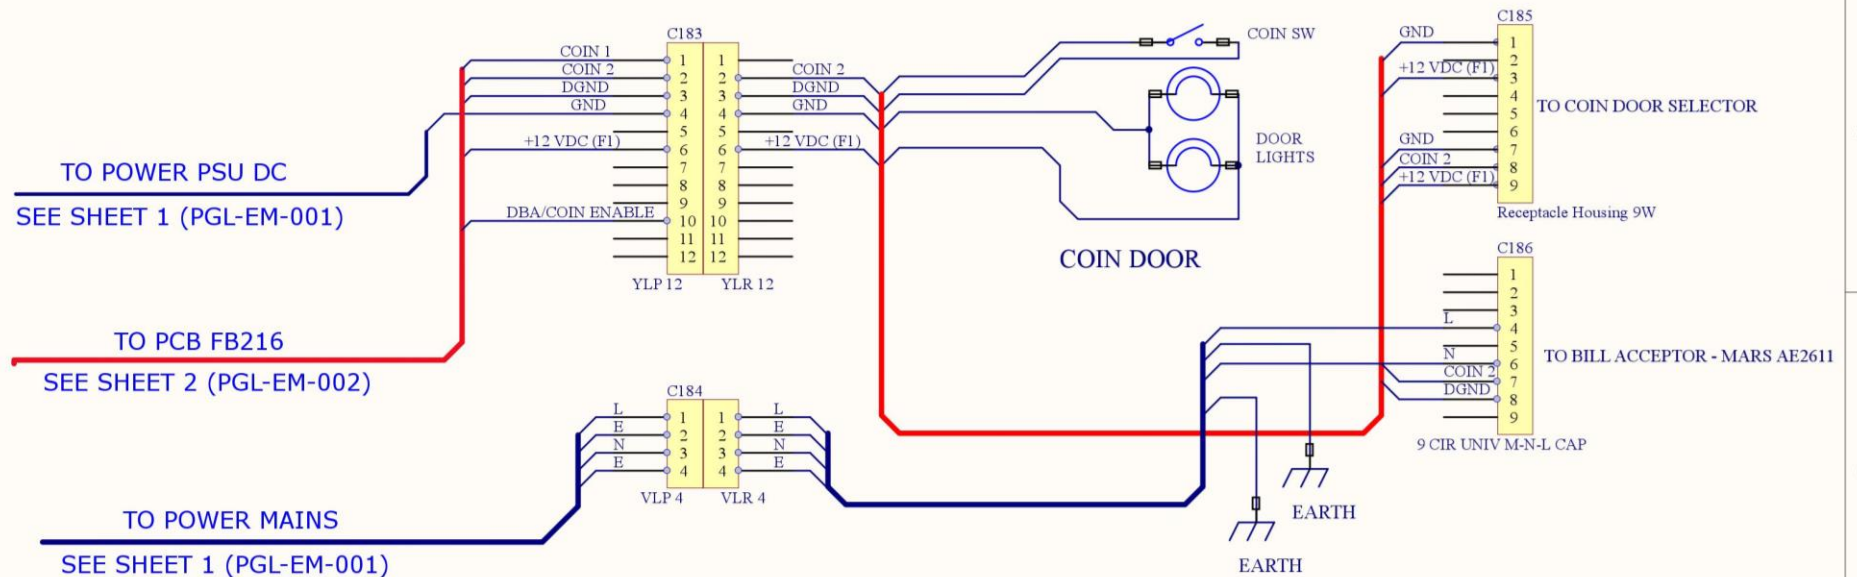 C183
COIN 1
COIN 2
DGND
GND
+12 VDC (F1)
DBA/COIN ENABLE
1
2
3
4
5
6
7
8
9
10
11
12
1
2
3
4
5
6
7
8
9
10
11
12
COIN 2
DGND
GND
+12 VDC (F1)
YLP 12
YLR 12
TO POWER PSU DC
SEE SHEET 1 (PGL-EM-001)
TO PCB FB216
SEE SHEET 2 (PGL-EM-002)
COIN SW
DOOR
LIGHTS
COIN DOOR
C185
GND
+12 VDC (F1)
GND
COIN 2
+12 VDC (F1)
1
2
3
4
5
6
7
8
9
TO COIN DOOR SELECTOR
Receptacle Housing 9W
C186
L
N
COIN 2
DGND
1
2
3
4
5
6
7
8
9
TO BILL ACCEPTOR - MARS AE2611
9 CIR UNIV M-N-L CAP
C184
L
E
N
E
1
2
3
4
1
2
3
4
L
E
N
E
VLP 4
VLR 4
TO POWER MAINS
SEE SHEET 1 (PGL-EM-001)
EARTH
EARTH